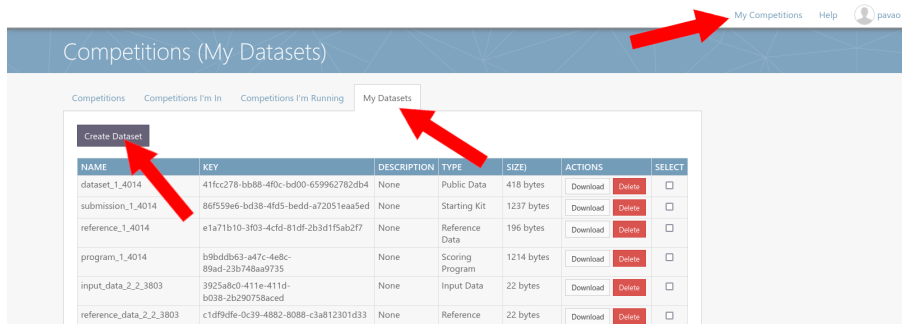 My Competitions Help pavao
Competitions (My Datasets)
Competitions Competitions I'm In Competitions I'm Running My Datasets
Create Dataset
NAME KEY DESCRIPTION TYPE SIZE) ACTIONS SELECT
dataset_1_4014 41fcc278-bb88-4f0c-bd00-659962782db4 None Public Data 418 bytes Download Delete
submission_1_4014 86f559e6-bd38-4fd5-bedd-a72051eaa5ed None Starting Kit 1237 bytes Download Delete
reference_1_4014 e1a71b10-3f03-4cfd-81df-2b3d1f5ab2f7 None Reference 196 bytes Download Delete
Data
program_1_4014 b9bddb63-a47c-4e8c- None Scoring 1214 bytes Download Delete
89ad-23b748aa9735 Program
input_data_2_2_3803 3925a8c0-411e-411d- None Input Data 22 bytes Download Delete
b038-2b290758aced
reference_data_2_2_3803 c1df9dfe-0c39-4882-8088-c3a812301d33 None Reference 22 bytes Download Delete